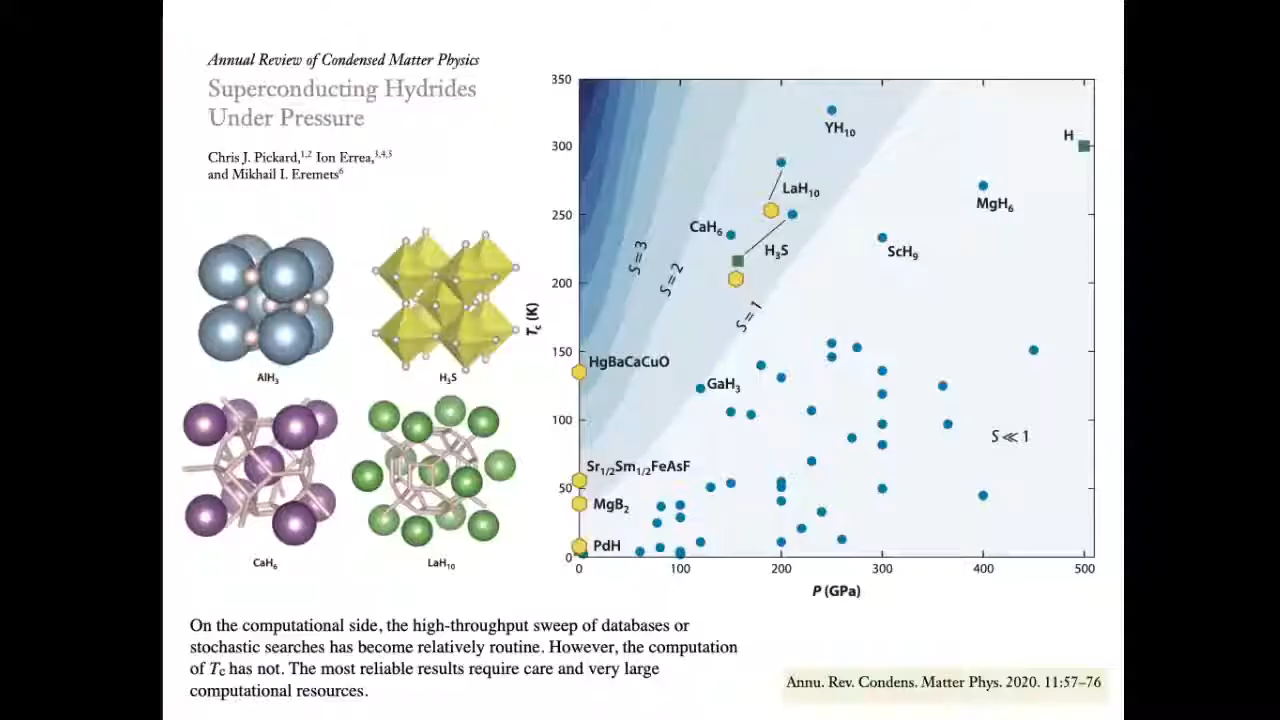 Annual Review of Condensed Matter Physics
Superconducting Hydrides
Under Pressure
Chris J. Pickard,1,2 Ion Errea,3,4,5
and Mikhail I. Eremets6
AlH3
H3S
CaH6
LaH10
350
300
250
200
150
100
50
0
Tc (K)
YH10
H
LaH10
MgH6
CaH6
H3S
ScH9
S = 3
S = 2
S = 1
HgBaCaCuO
GaH3
S ≪ 1
Sr1/2Sm1/2FeAsF
MgB2
PdH
0 100 200 300 400 500
P (GPa)
On the computational side, the high-throughput sweep of databases or
stochastic searches has become relatively routine. However, the computation
of Tc has not. The most reliable results require care and very large
computational resources.
Annu. Rev. Condens. Matter Phys. 2020. 11:57–76